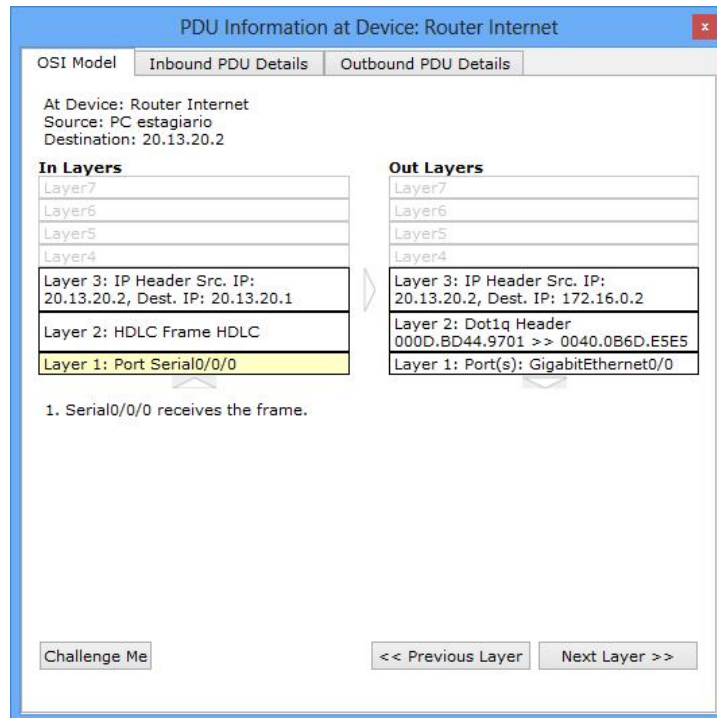 PDU Information at Device: Router Internet
x
OSI Model
Inbound PDU Details
Outbound PDU Details
At Device: Router Internet
Source: PC estagiario
Destination: 20.13.20.2
In Layers
Layer7
Layer6
Layer5
Layer4
Layer 3: IP Header Src. IP:
20.13.20.2, Dest. IP: 20.13.20.1
Layer 2: HDLC Frame HDLC
Layer 1: Port Serial0/0/0
Out Layers
Layer7
Layer6
Layer5
Layer4
Layer 3: IP Header Src. IP:
20.13.20.2, Dest. IP: 172.16.0.2
Layer 2: Dot1q Header
000D.BD44.9701 >> 0040.0B6D.E5E5
Layer 1: Port(s): GigabitEthernet0/0
1. Serial0/0/0 receives the frame.
Challenge Me
<< Previous Layer
Next Layer >>